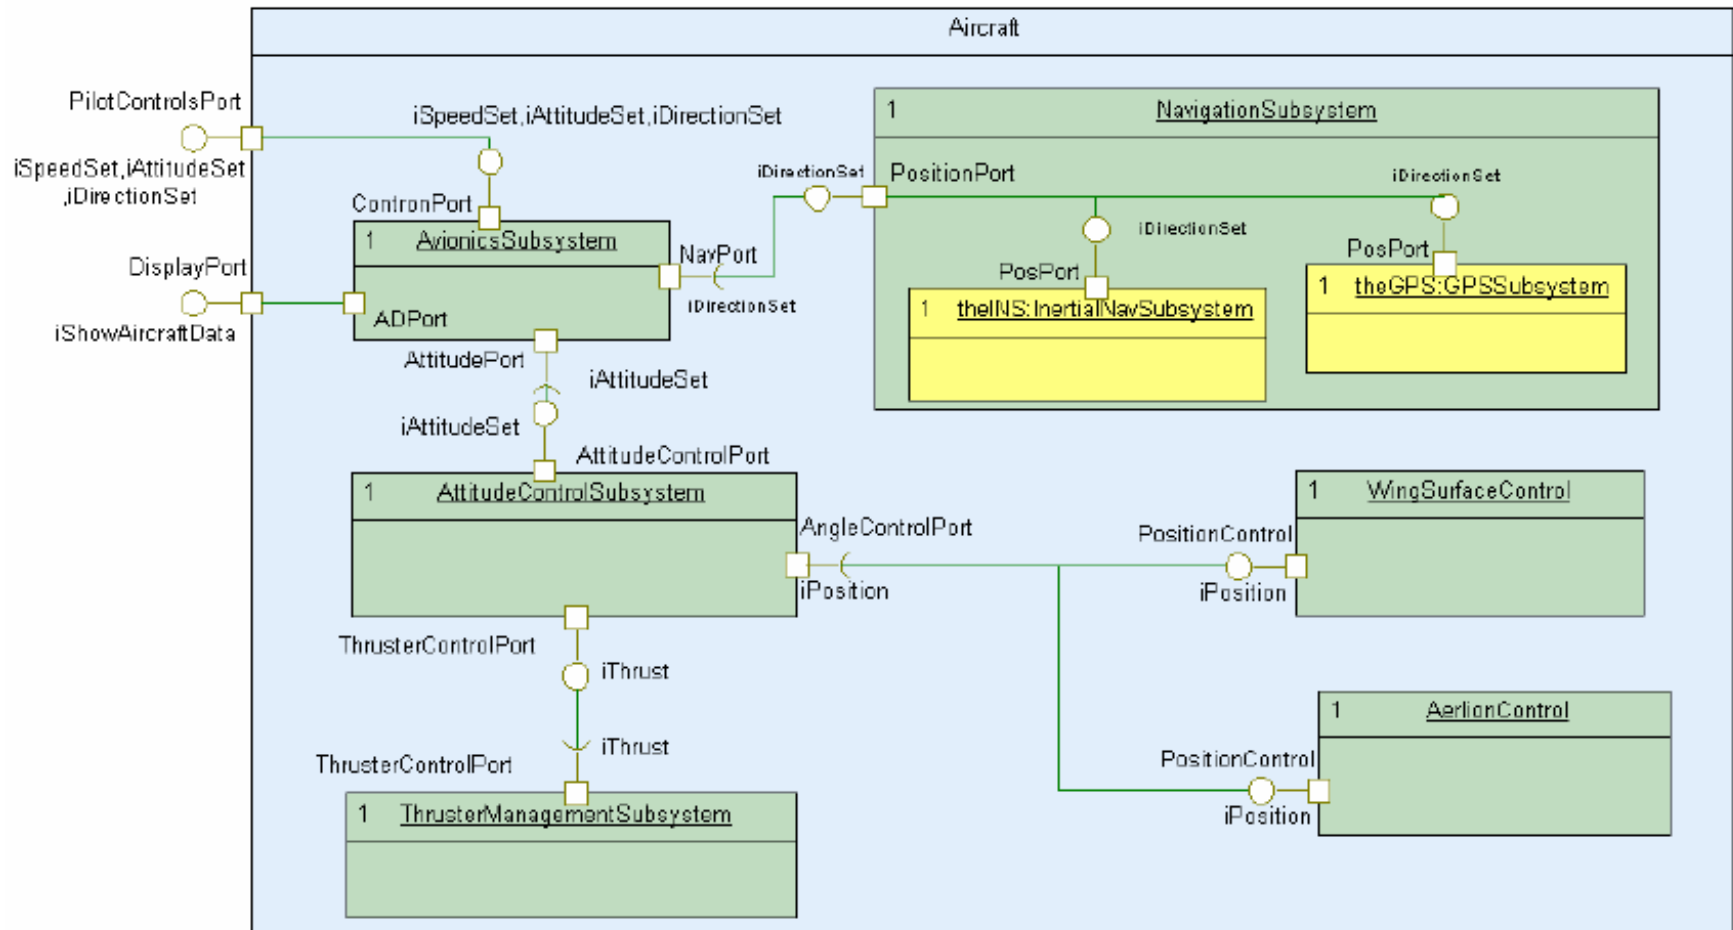 Aircraft
PilotControlsPort
iSpeedSet,iAttitudeSet
,iDirectionSet
iSpeedSet,iAttitudeSet,iDirectionSet
ContronPort
1 AvionicsSubsystem
NavPort
iDirectionSet
ADPort
DisplayPort
iShowAircraftData
AttitudePort
iAttitudeSet
iAttitudeSet
AttitudeControlPort
1 NavigationSubsystem
iDirectionSet
PositionPort
iDirectionSet
iDirectionSet
PosPort
PosPort
1 theINS:InertialNavSubsystem
1 theGPS:GPSSubsystem
1 AttitudeControlSubsystem
AngleControlPort
iPosition
1 WingSurfaceControl
PositionControl
iPosition
ThrusterControlPort
iThrust
iThrust
ThrusterControlPort
1 ThrusterManagementSubsystem
1 AerlionControl
PositionControl
iPosition